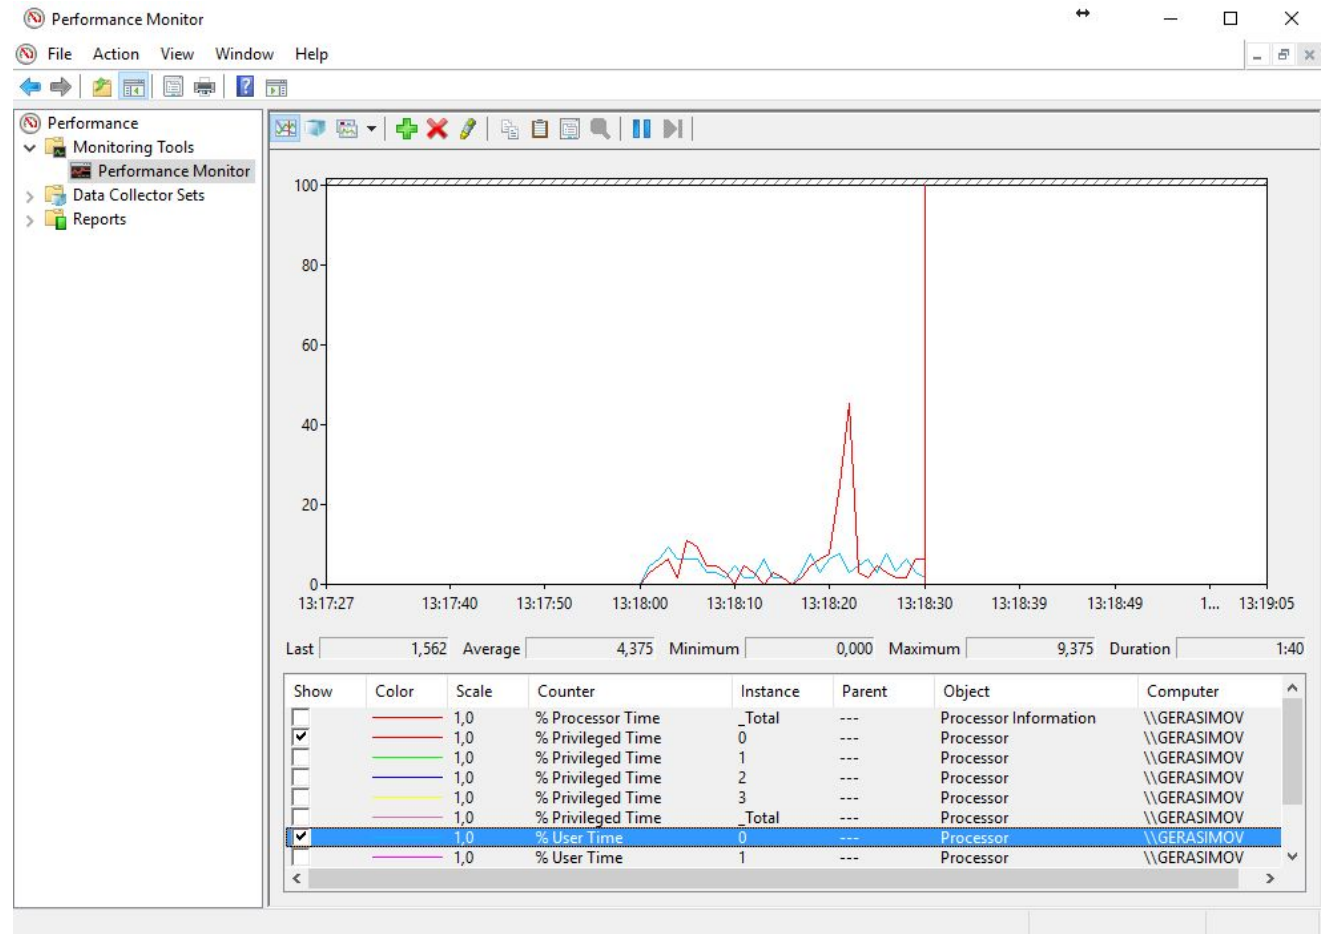 Performance Monitor
File Action View Window Help
Performance
Monitoring Tools
Performance Monitor
Data Collector Sets
Reports
100
80
60
40
20
0
13:17:27 13:17:40 13:17:50 13:18:00 13:18:10 13:18:20 13:18:30 13:18:39 13:18:49 1... 13:19:05
Last 1,562 Average 4,375 Minimum 0,000 Maximum 9,375 Duration 1:40
Show Color Scale Counter Instance Parent Object Computer
1,0 % Processor Time _Total --- Processor Information \\GERASIMOV
1,0 % Privileged Time 0 --- Processor \\GERASIMOV
1,0 % Privileged Time 1 --- Processor \\GERASIMOV
1,0 % Privileged Time 2 --- Processor \\GERASIMOV
1,0 % Privileged Time 3 --- Processor \\GERASIMOV
1,0 % Privileged Time _Total --- Processor \\GERASIMOV
1,0 % User Time 0 --- Processor \\GERASIMOV
1,0 % User Time 1 --- Processor \\GERASIMOV